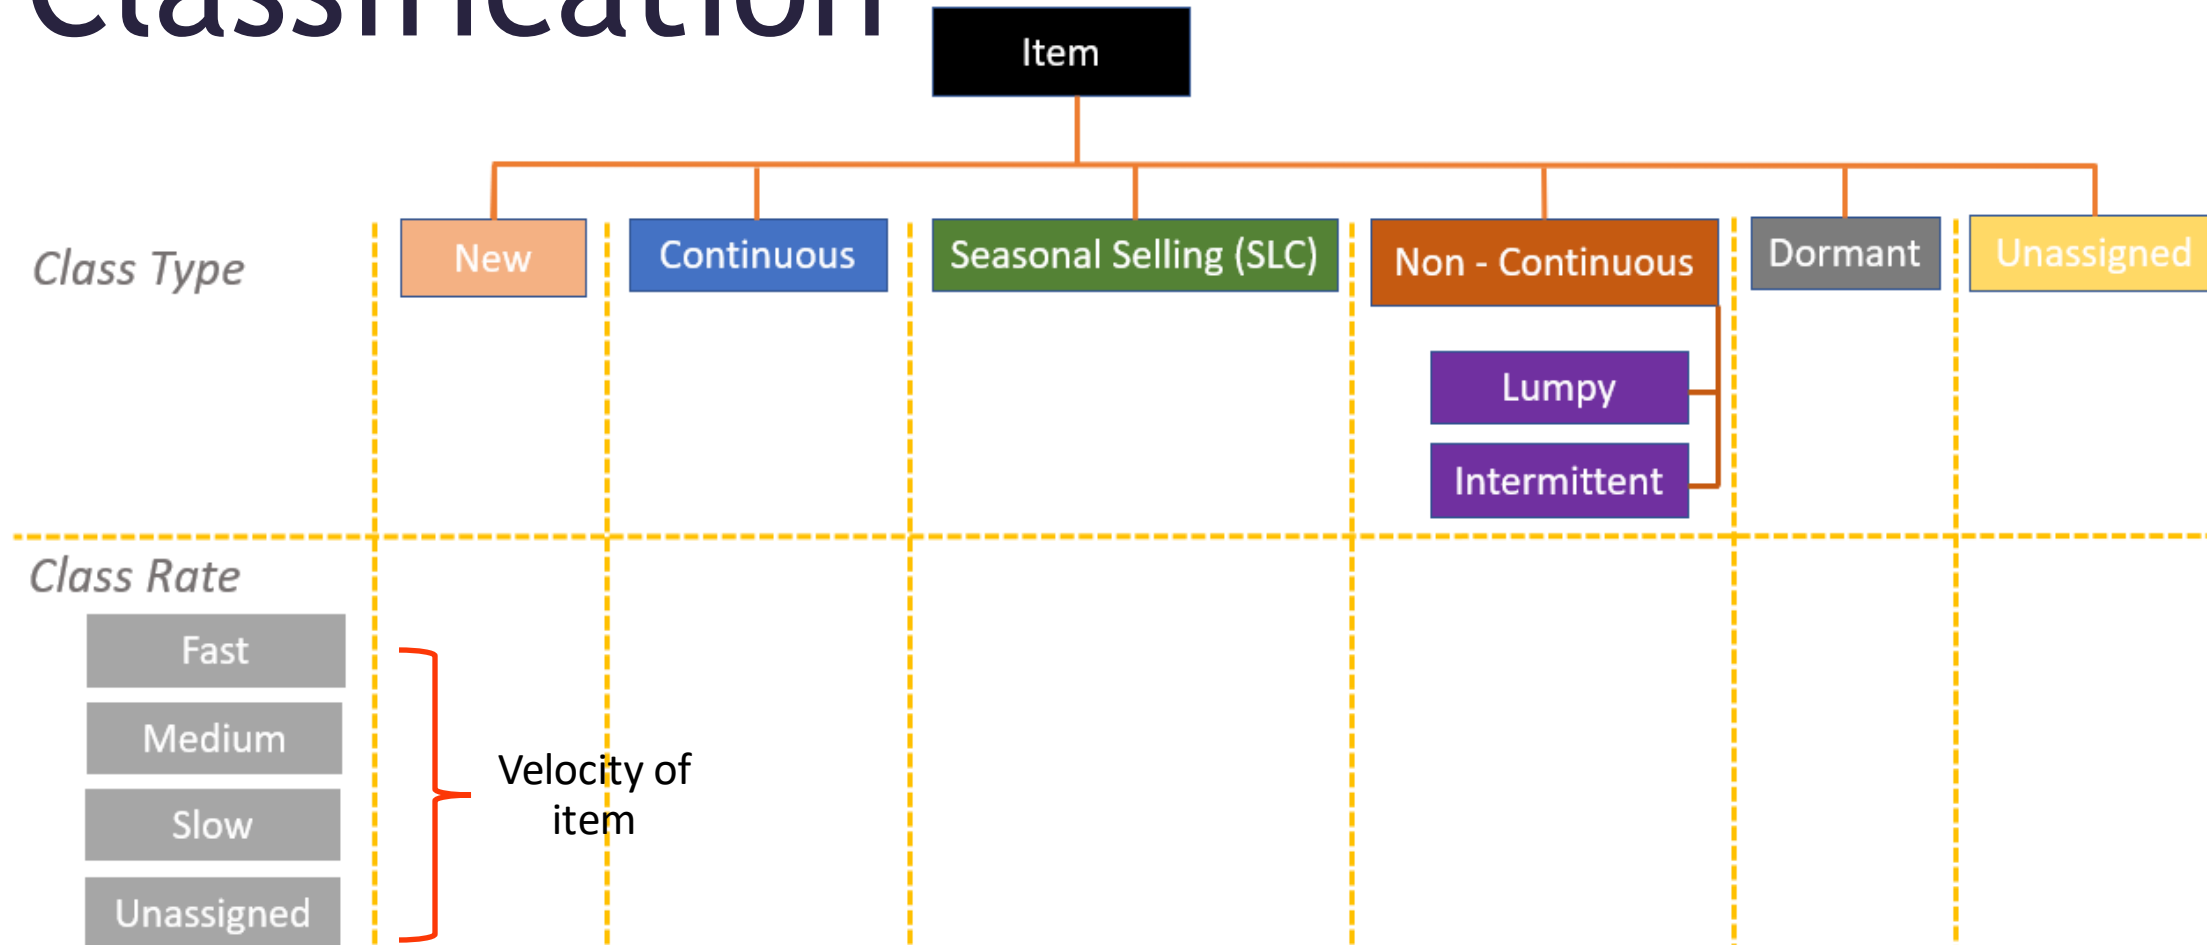 Classification
Item
Class Type
New
Continuous
Seasonal Selling (SLC)
Non - Continuous
Dormant
Unassigned
Lumpy
Intermittent
Class Rate
Fast
Medium
Slow
Unassigned
Velocity of
item